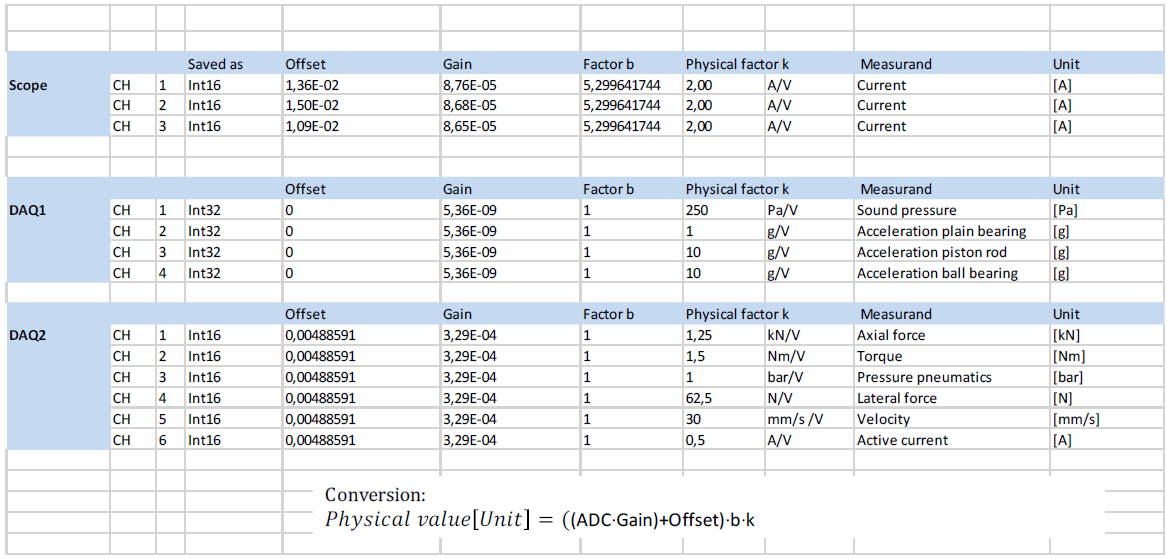 Saved as Offset Gain Factor b Physical factor k Measurand Unit
Scope CH 1 Int16 1,36E-02 8,76E-05 5,299641744 2,00 A/V Current [A]
CH 2 Int16 1,50E-02 8,68E-05 5,299641744 2,00 A/V Current [A]
CH 3 Int16 1,09E-02 8,65E-05 5,299641744 2,00 A/V Current [A]
Offset Gain Factor b Physical factor k Measurand Unit
DAQ1 CH 1 Int32 0 5,36E-09 1 250 Pa/V Sound pressure [Pa]
CH 2 Int32 0 5,36E-09 1 1 g/V Acceleration plain bearing [g]
CH 3 Int32 0 5,36E-09 1 10 g/V Acceleration piston rod [g]
CH 4 Int32 0 5,36E-09 1 10 g/V Acceleration ball bearing [g]
Offset Gain Factor b Physical factor k Measurand Unit
DAQ2 CH 1 Int16 0,00488591 3,29E-04 1 1,25 kN/V Axial force [kN]
CH 2 Int16 0,00488591 3,29E-04 1 1,5 Nm/V Torque [Nm]
CH 3 Int16 0,00488591 3,29E-04 1 1 bar/V Pressure pneumatics [bar]
CH 4 Int16 0,00488591 3,29E-04 1 62,5 N/V Lateral force [N]
CH 5 Int16 0,00488591 3,29E-04 1 30 mm/s /V Velocity [mm/s]
CH 6 Int16 0,00488591 3,29E-04 1 0,5 A/V Active current [A]
Conversion:
Physical value[Unit] = ((ADC·Gain)+Offset)·b·k